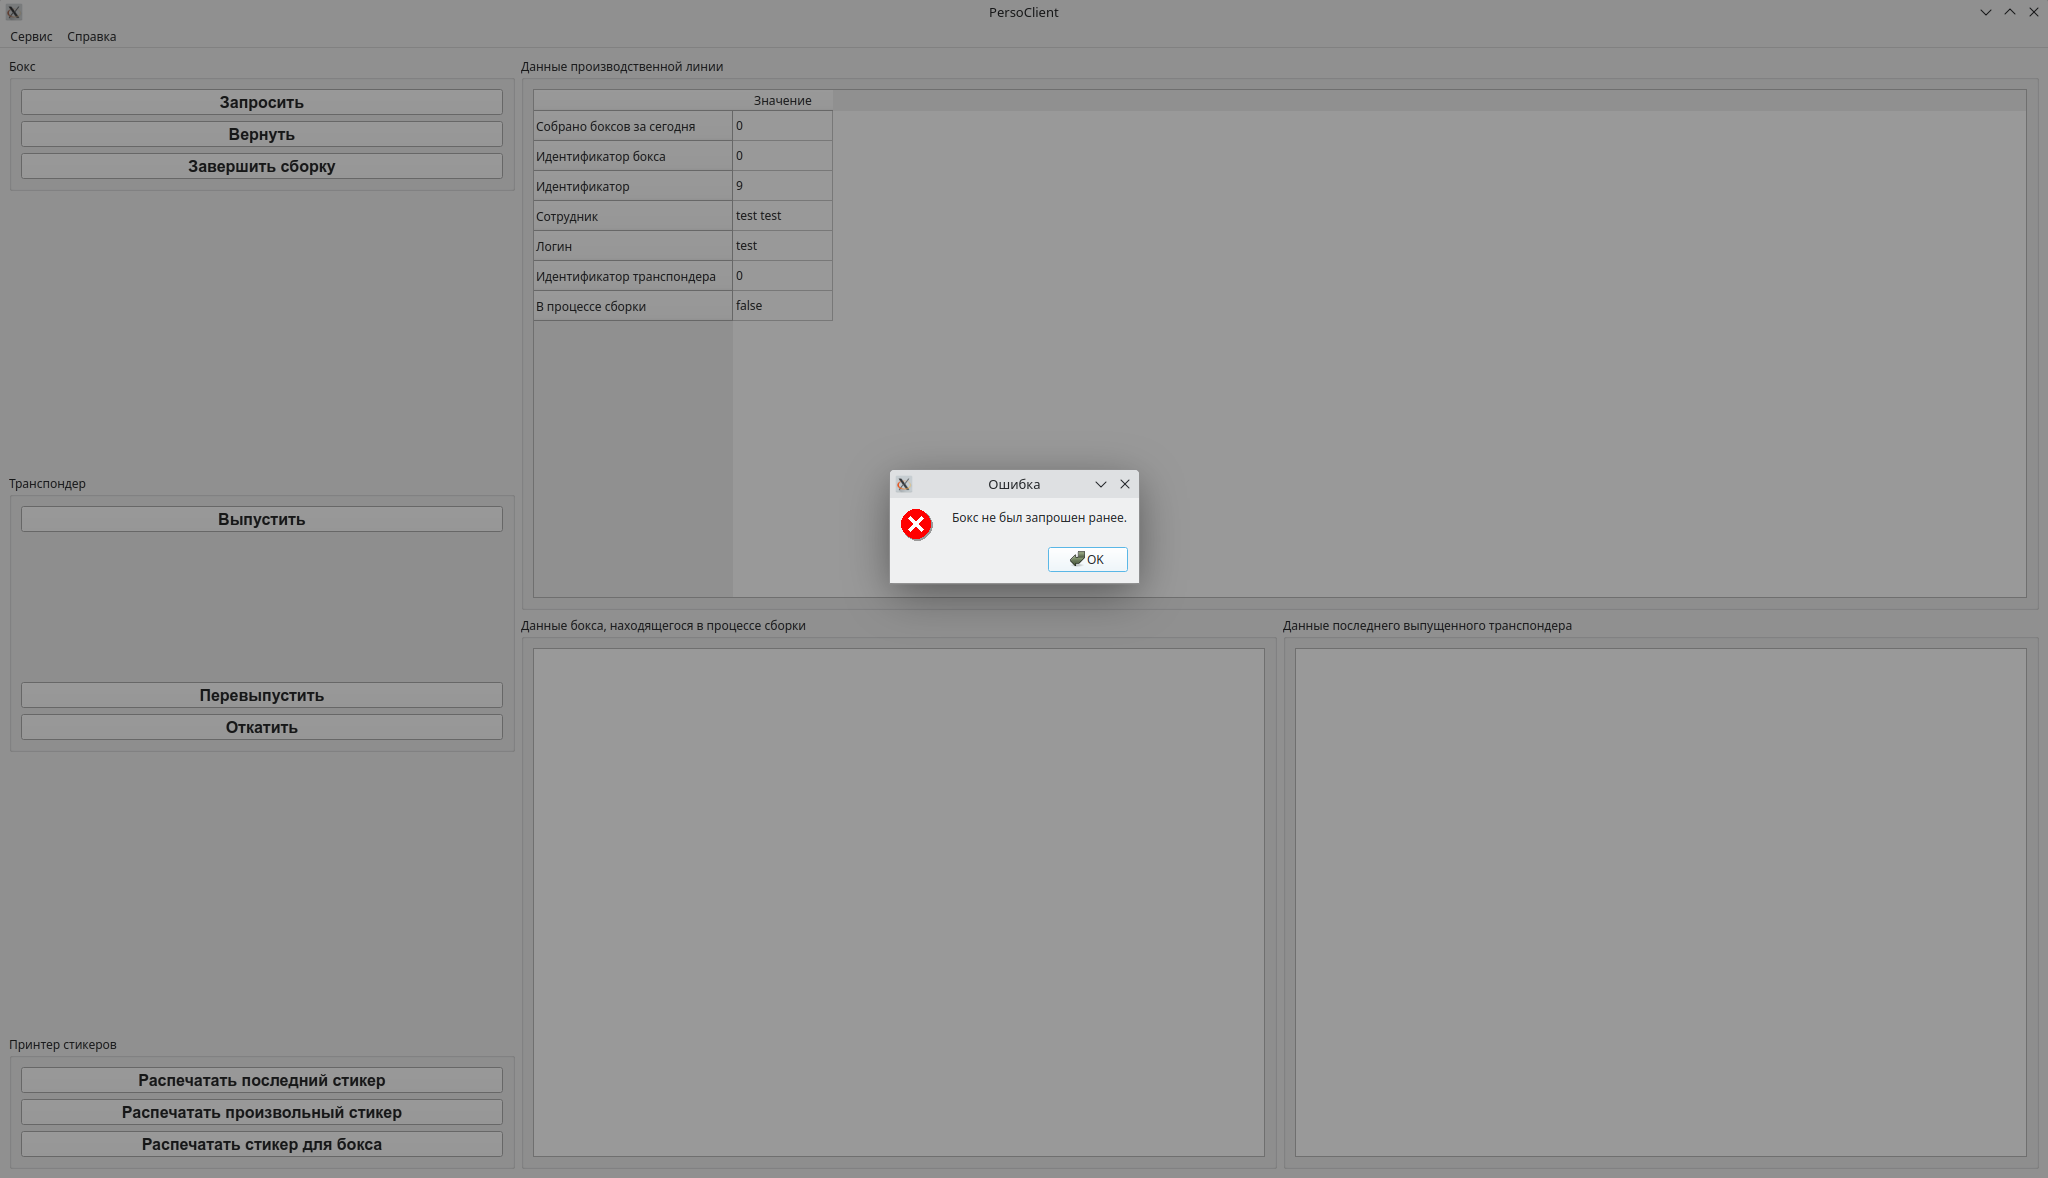 PersoClient
Сервис Справка
Бокс
Запросить
Вернуть
Завершить сборку
Данные производственной линии
Значение
Собрано боксов за сегодня 0
Идентификатор бокса 0
Идентификатор 9
Сотрудник test test
Логин test
Идентификатор транспондера 0
В процессе сборки false
Ошибка
Бокс не был запрошен ранее.
OK
Транспондер
Выпустить
Перевыпустить
Откатить
Данные бокса, находящегося в процессе сборки
Данные последнего выпущенного транспондера
Принтер стикеров
Распечатать последний стикер
Распечатать произвольный стикер
Распечатать стикер для бокса